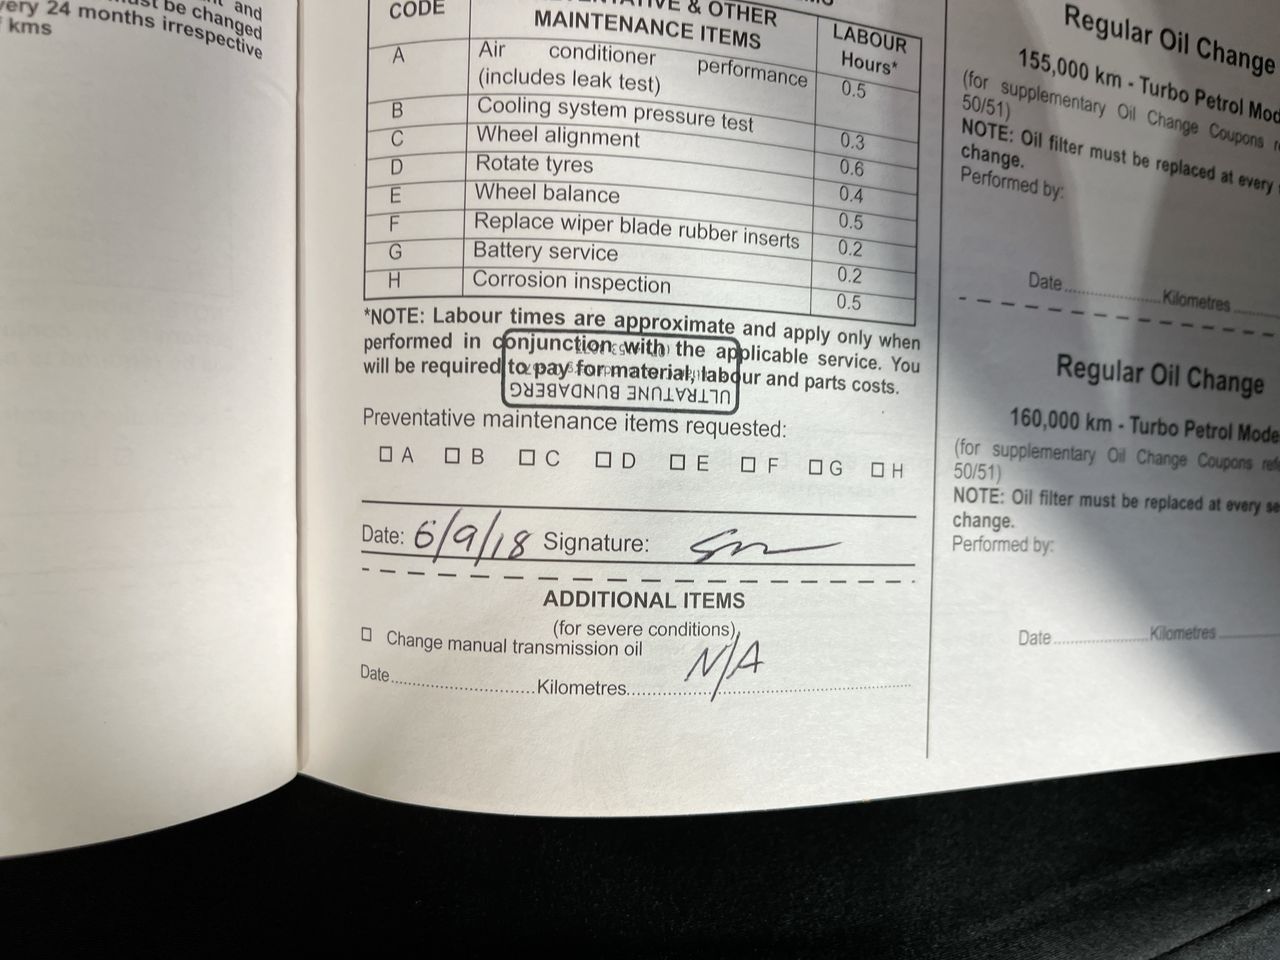 and
must be changed
very 24 months irrespective
kms
CODE
& OTHER
MAINTENANCE ITEMS
LABOUR
Hours*
A
Air conditioner performance
(includes leak test)
0.5
B
Cooling system pressure test
0.3
C
Wheel alignment
0.6
D
Rotate tyres
0.4
E
Wheel balance
0.5
F
Replace wiper blade rubber inserts
0.2
G
Battery service
0.2
H
Corrosion inspection
0.5
*NOTE: Labour times are approximate and apply only when
performed in conjunction with the applicable service. You
will be required to pay for material, labour and parts costs.
ULTRATUNE BUNDABERG
Preventative maintenance items requested:
A B C D E F G H
Date: 6/9/18 Signature:
ADDITIONAL ITEMS
(for severe conditions)
Change manual transmission oil
N/A
Date Kilometres
Regular Oil Change
155,000 km - Turbo Petrol Mod
(for supplementary Oil Change Coupons
50/51)
NOTE: Oil filter must be replaced at every
change.
Performed by:
Date Kilometres
Regular Oil Change
160,000 km - Turbo Petrol Mode
(for supplementary Oil Change Coupons refe
50/51)
NOTE: Oil filter must be replaced at every se
change.
Performed by:
Date Kilometres